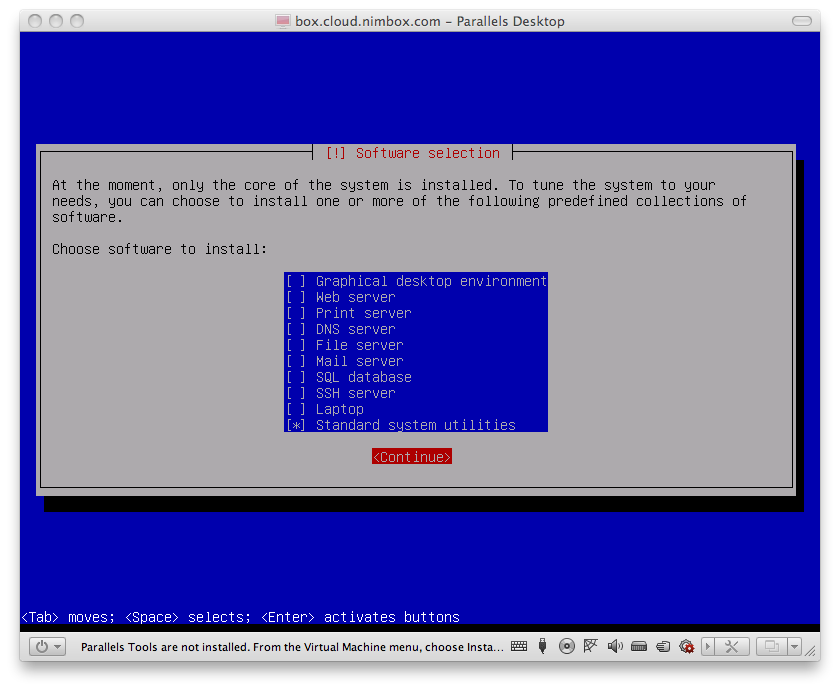 box.cloud.nimbox.com – Parallels Desktop
[!] Software selection
At the moment, only the core of the system is installed. To tune the system to your
needs, you can choose to install one or more of the following predefined collections of
software.
Choose software to install:
[ ] Graphical desktop environment
[ ] Web server
[ ] Print server
[ ] DNS server
[ ] File server
[ ] Mail server
[ ] SQL database
[ ] SSH server
[ ] Laptop
[*] Standard system utilities
<Continue>
<Tab> moves; <Space> selects; <Enter> activates buttons
Parallels Tools are not installed. From the Virtual Machine menu, choose Insta...